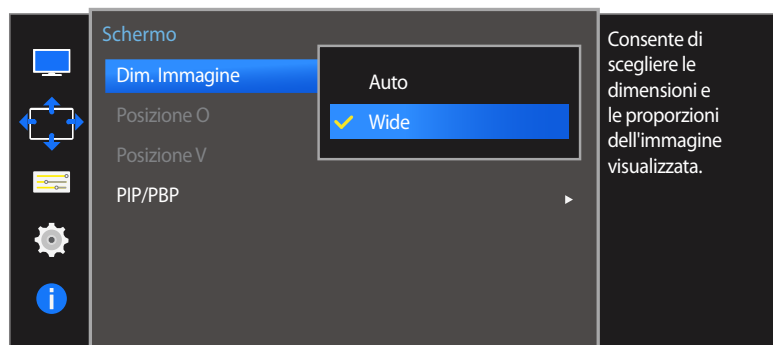 Schermo
Dim. Immagine
Auto
Wide
Posizione O
Posizione V
PIP/PBP
Consente di
scegliere le
dimensioni e
le proporzioni
dell'immagine
visualizzata.